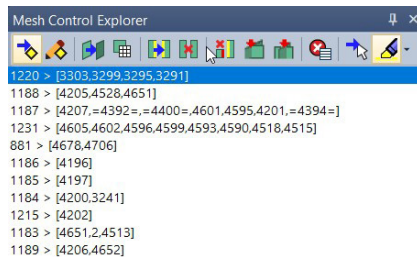 Mesh Control Explorer
1220 > [3303,3299,3295,3291]
1188 > [4205,4528,4651]
1187 > [4207,=4392=,=4400=,4601,4595,4201,=4394=]
1231 > [4605,4602,4596,4599,4593,4590,4518,4515]
881 > [4678,4706]
1186 > [4196]
1185 > [4197]
1184 > [4200,3241]
1215 > [4202]
1183 > [4651,2,4513]
1189 > [4206,4652]